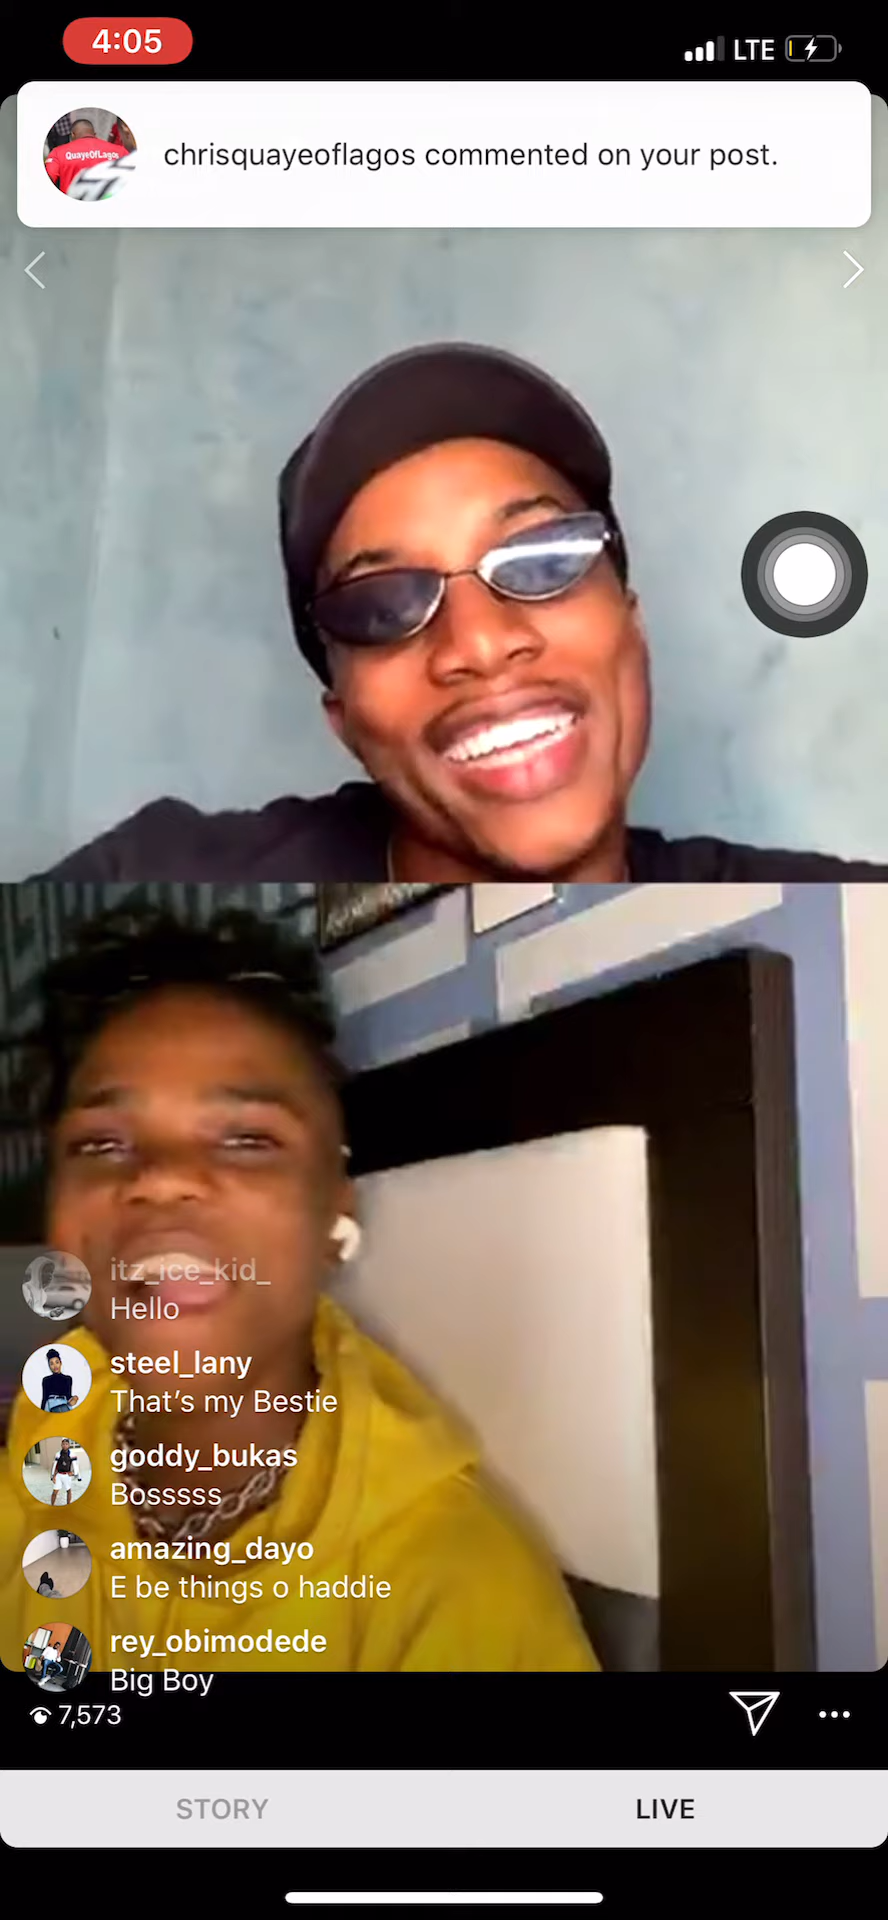 4:05
LTE
QuayeOfLagos
chrisquayeoflagos commented on your post.
itz_ice_kid_
Hello
steel_lany
That’s my Bestie
goddy_bukas
Bosssss
amazing_dayo
E be things o haddie
rey_obimodede
Big Boy
7,573
STORY
LIVE